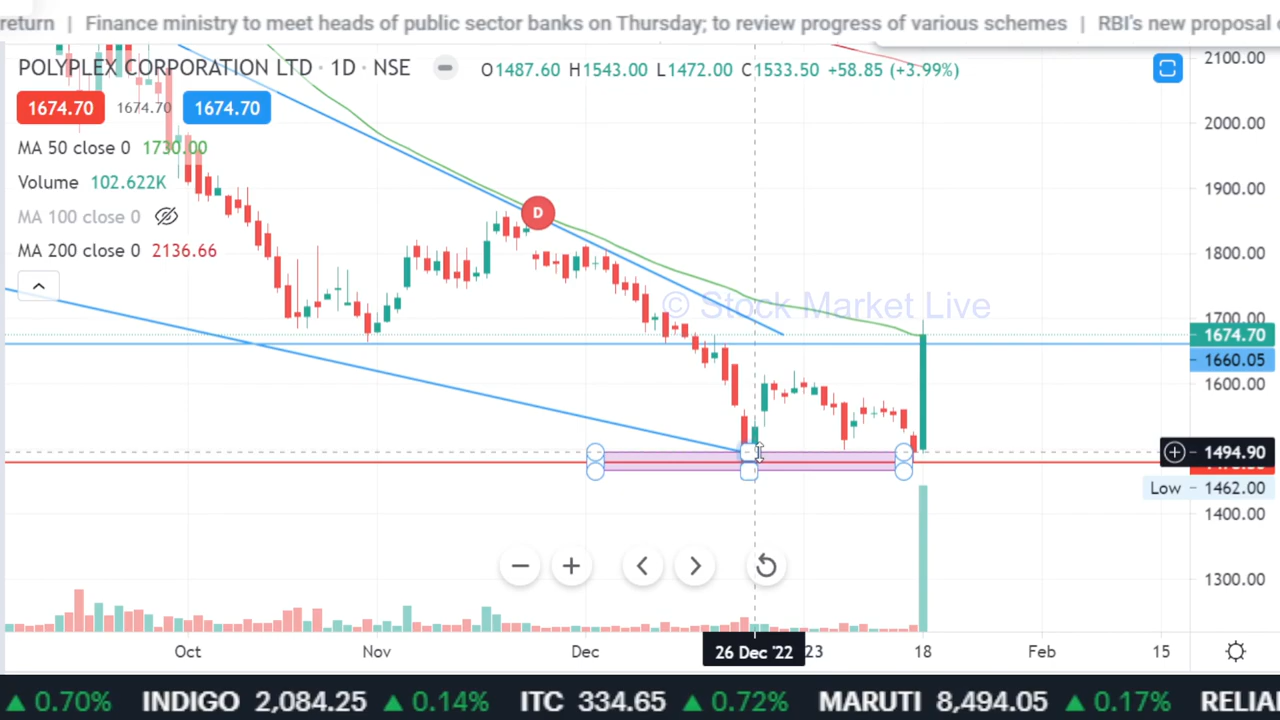 return | Finance ministry to meet heads of public sector banks on Thursday; to review progress of various schemes | RBI's new proposal
POLYPLEX CORPORATION LTD · 1D · NSE O1487.60 H1543.00 L1472.00 C1533.50 +58.85 (+3.99%)
1674.70 1674.70 1674.70
MA 50 close 0 1730.00
Volume 102.622K
MA 100 close 0
MA 200 close 0 2136.66
D
© Stock Market Live
2100.00
2000.00
1900.00
1800.00
1700.00
1674.70
1660.05
1600.00
1494.90
Low 1462.00
1400.00
1300.00
Oct Nov Dec 26 Dec '22 23 18 Feb 15
0.70% INDIGO 2,084.25 0.14% ITC 334.65 0.72% MARUTI 8,494.05 0.17% RELIA